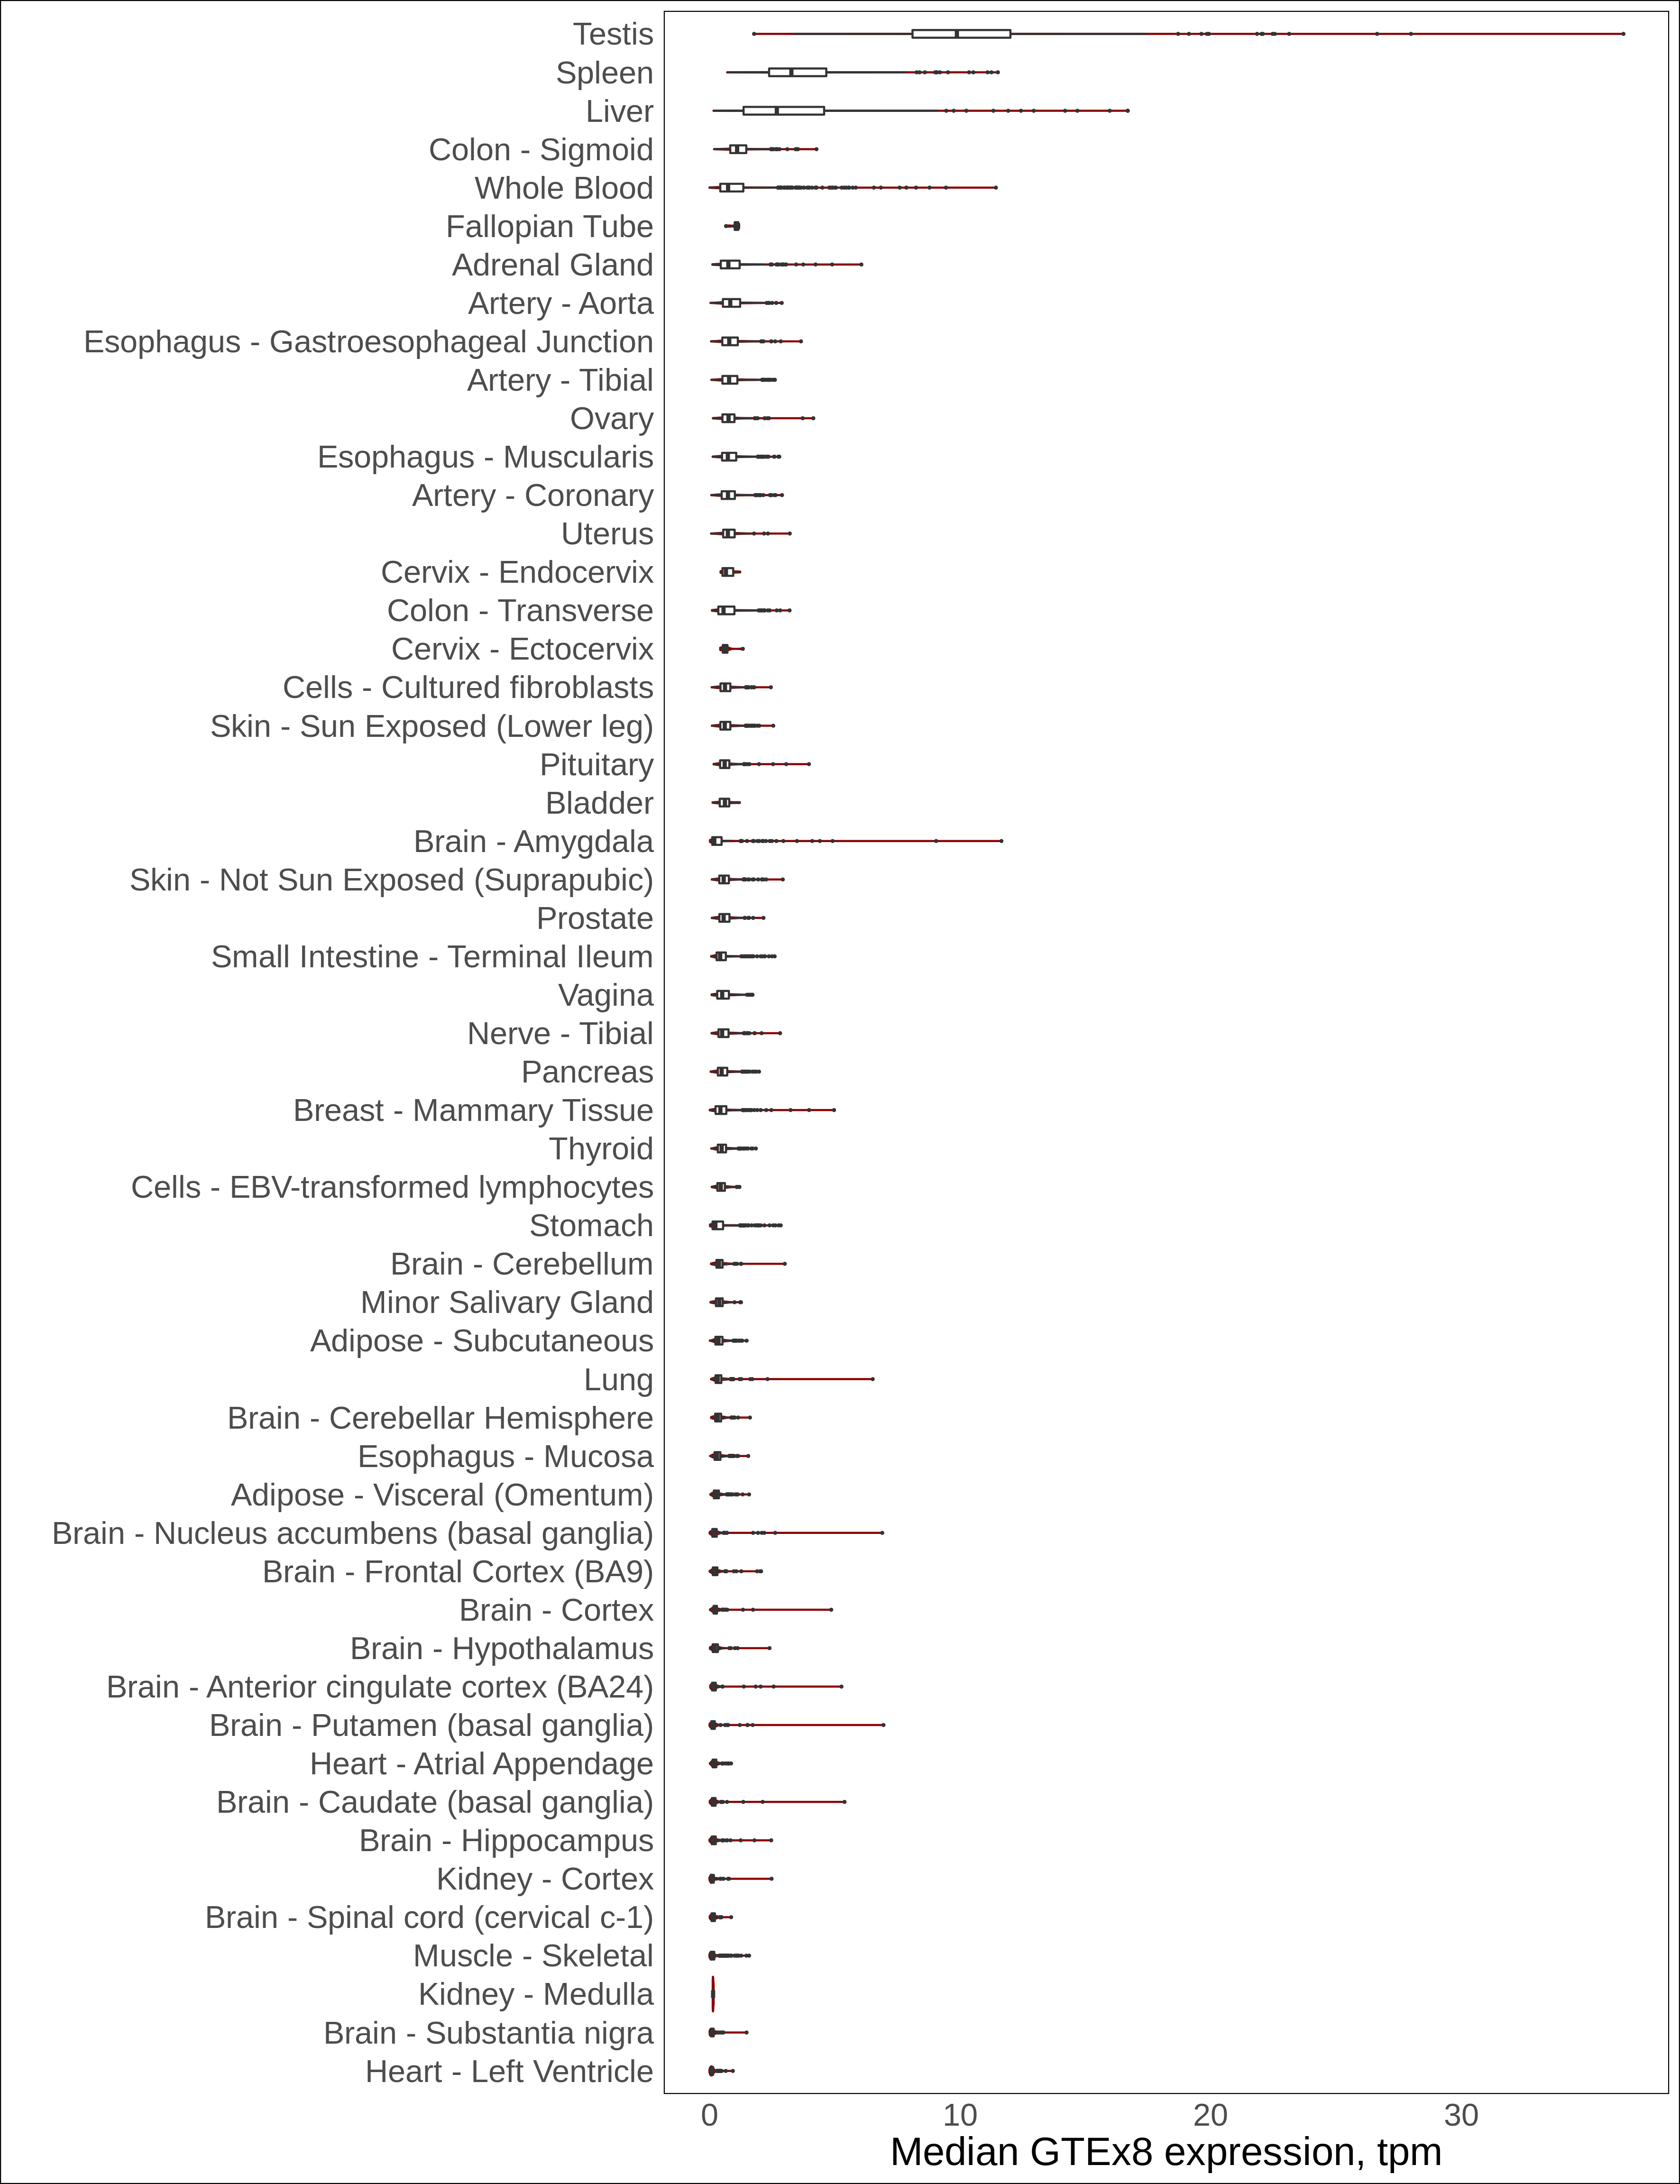 Testis
Spleen
Liver
Colon - Sigmoid
Whole Blood
Fallopian Tube
Adrenal Gland
Artery - Aorta
Esophagus - Gastroesophageal Junction
Artery - Tibial
Ovary
Esophagus - Muscularis
Artery - Coronary
Uterus
Cervix - Endocervix
Colon - Transverse
Cervix - Ectocervix
Cells - Cultured fibroblasts
Skin - Sun Exposed (Lower leg)
Pituitary
Bladder
Brain - Amygdala
Skin - Not Sun Exposed (Suprapubic)
Prostate
Small Intestine - Terminal Ileum
Vagina
Nerve - Tibial
Pancreas
Breast - Mammary Tissue
Thyroid
Cells - EBV-transformed lymphocytes
Stomach
Brain - Cerebellum
Minor Salivary Gland
Adipose - Subcutaneous
Lung
Brain - Cerebellar Hemisphere
Esophagus - Mucosa
Adipose - Visceral (Omentum)
Brain - Nucleus accumbens (basal ganglia)
Brain - Frontal Cortex (BA9)
Brain - Cortex
Brain - Hypothalamus
Brain - Anterior cingulate cortex (BA24)
Brain - Putamen (basal ganglia)
Heart - Atrial Appendage
Brain - Caudate (basal ganglia)
Brain - Hippocampus
Kidney - Cortex
Brain - Spinal cord (cervical c-1)
Muscle - Skeletal
Kidney - Medulla
Brain - Substantia nigra
Heart - Left Ventricle
0 10 20 30
Median GTEx8 expression, tpm